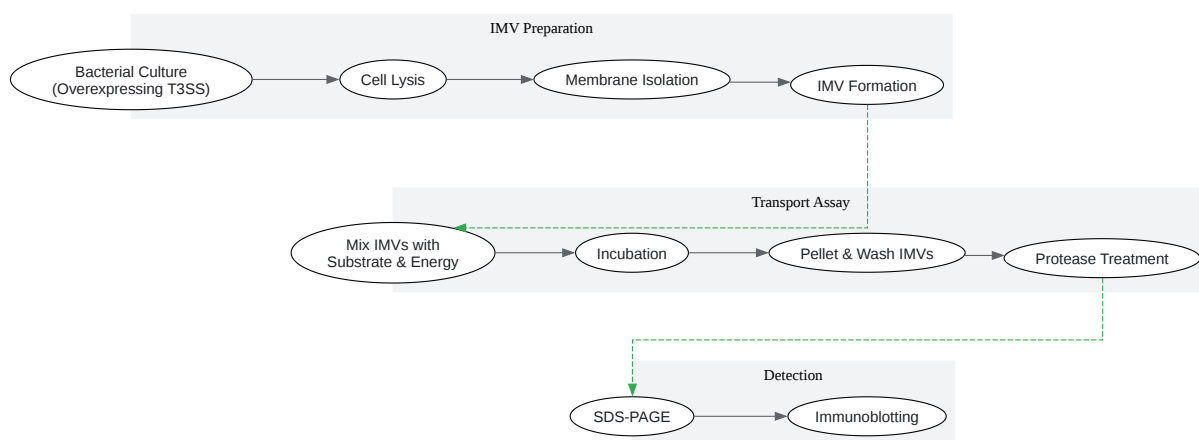 IMV Preparation
Bacterial Culture
(Overexpressing T3SS)
Cell Lysis
Membrane Isolation
IMV Formation
Transport Assay
Mix IMVs with
Substrate & Energy
Incubation
Pellet & Wash IMVs
Protease Treatment
Detection
SDS-PAGE
Immunoblotting